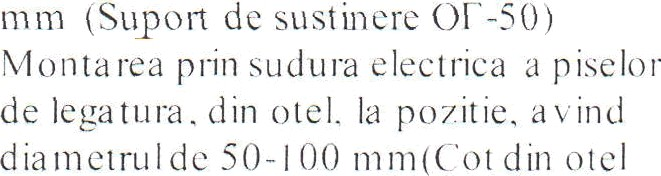 mm (Suport de sustinere ОГ-50)
Montarea prin sudura electrica a piselor
de legatura, din otel, la pozitie, avind
diametrul de 50-100 mm(Cot din otel